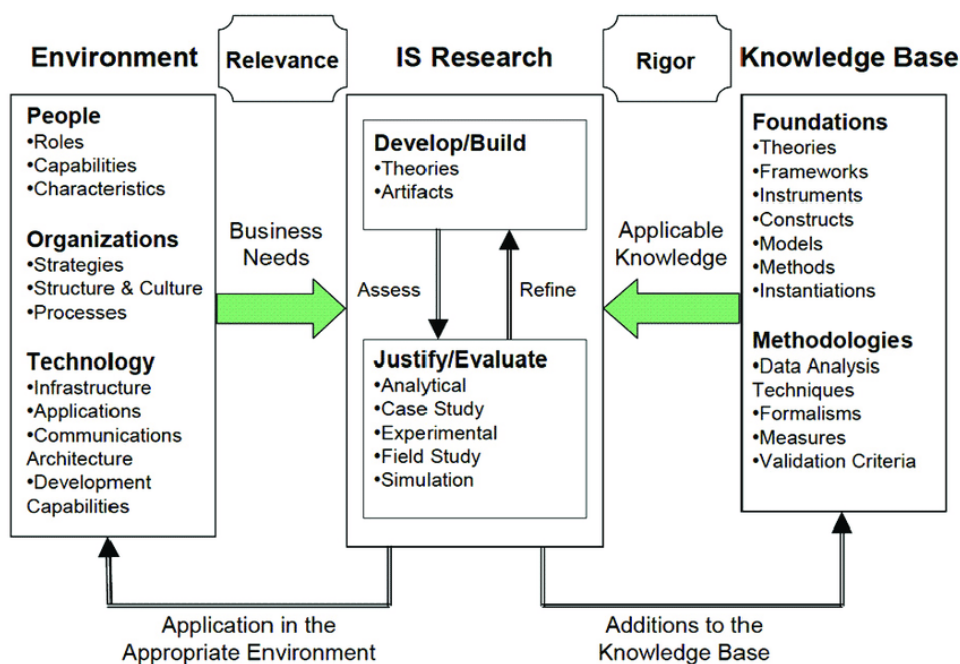 Environment
Relevance
IS Research
Rigor
Knowledge Base
People
•Roles
•Capabilities
•Characteristics
Organizations
•Strategies
•Structure & Culture
•Processes
Technology
•Infrastructure
•Applications
•Communications
Architecture
•Development
Capabilities
Business
Needs
Develop/Build
•Theories
•Artifacts
Assess
Refine
Justify/Evaluate
•Analytical
•Case Study
•Experimental
•Field Study
•Simulation
Applicable
Knowledge
Foundations
•Theories
•Frameworks
•Instruments
•Constructs
•Models
•Methods
•Instantiations
Methodologies
•Data Analysis
Techniques
•Formalisms
•Measures
•Validation Criteria
Application in the
Appropriate Environment
Additions to the
Knowledge Base